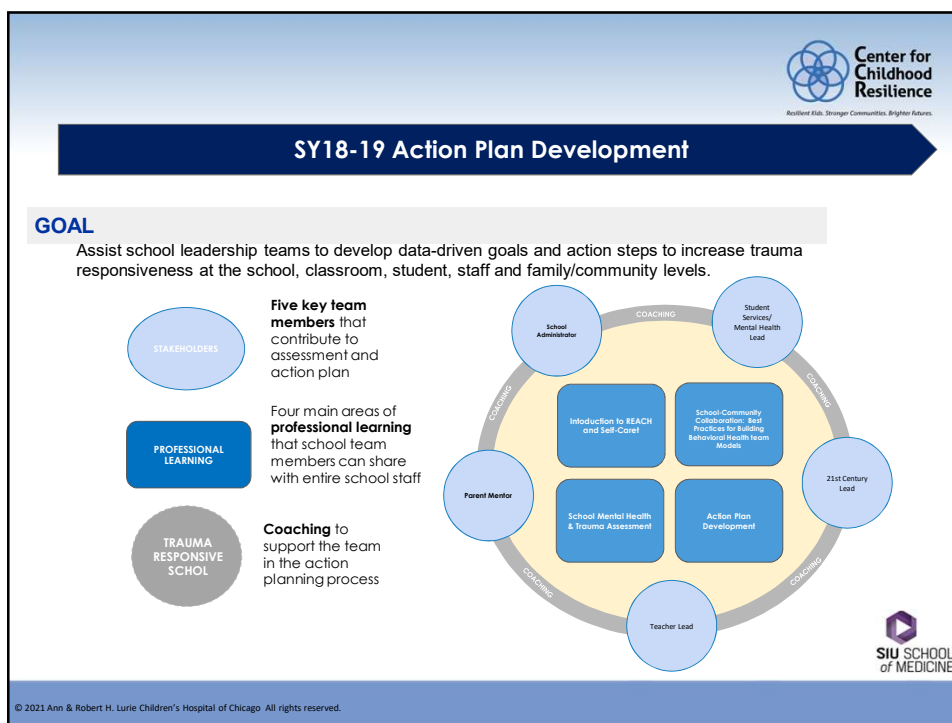 Center for
Childhood
Resilience
Resilient Kids. Stronger Communities. Brighter Futures.
SY18-19 Action Plan Development
GOAL
Assist school leadership teams to develop data-driven goals and action steps to increase trauma
responsiveness at the school, classroom, student, staff and family/community levels.
STAKEHOLDERS
Five key team
members that
contribute to
assessment and
action plan
PROFESSIONAL
LEARNING
Four main areas of
professional learning
that school team
members can share
with entire school staff
TRAUMA
RESPONSIVE
SCHOL
Coaching to
support the team
in the action
planning process
School
Administrator
COACHING
Student
Services/
Mental Health
Lead
COACHING
COACHING
Intoduction to REACH
and Self-Caret
School-Community
Collaboration: Best
Practices for Building
Behavioral Health team
Models
Parent Mentor
21st Century
Lead
School Mental Health
& Trauma Assessment
Action Plan
Development
COACHING
COACHING
Teacher Lead
SIU SCHOOL
of MEDICINE
© 2021 Ann & Robert H. Lurie Children's Hospital of Chicago All rights reserved.